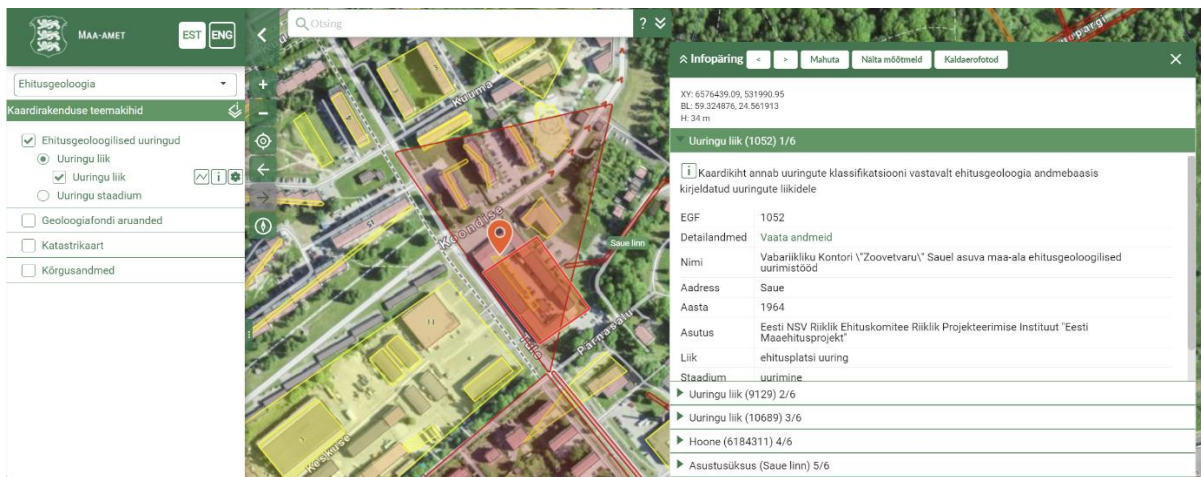 MAA-AMET
EST ENG
Ehitusgeoloogia
Kaardirakenduse teemakihid
Ehitusgeoloogilised uuringud
Uuringu liik
Uuringu liik
Uuringu staadium
Geoloogiafondi aruanded
Katastrikaart
Kõrgusandmed
Otsing
?
Kuuma
Koondise
Saue linn
Pärnasalu
Tule
Keskuse
Pargi
Infopäring < > Mahuta Näita mõõtmeid Kaldaerofotod
XY: 6576439.09, 531990.95
BL: 59.324876, 24.561913
H: 34 m
Uuringu liik (1052) 1/6
i Kaardikiht annab uuringute klassifikatsiooni vastavalt ehitusgeoloogia andmebaasis
kirjeldatud uuringute liikidele
EGF 1052
Detailandmed Vaata andmeid
Nimi Vabariikliku Kontori \"Zoovetvaru\" Sauel asuva maa-ala ehitusgeoloogilised
uurimistööd
Aadress Saue
Aasta 1964
Asutus Eesti NSV Riiklik Ehituskomitee Riiklik Projekteerimise Instituut "Eesti
Maaehitusprojekt"
Liik ehitusplatsi uuring
Staadium uurimine
Uuringu liik (9129) 2/6
Uuringu liik (10689) 3/6
Hoone (6184311) 4/6
Asustusüksus (Saue linn) 5/6